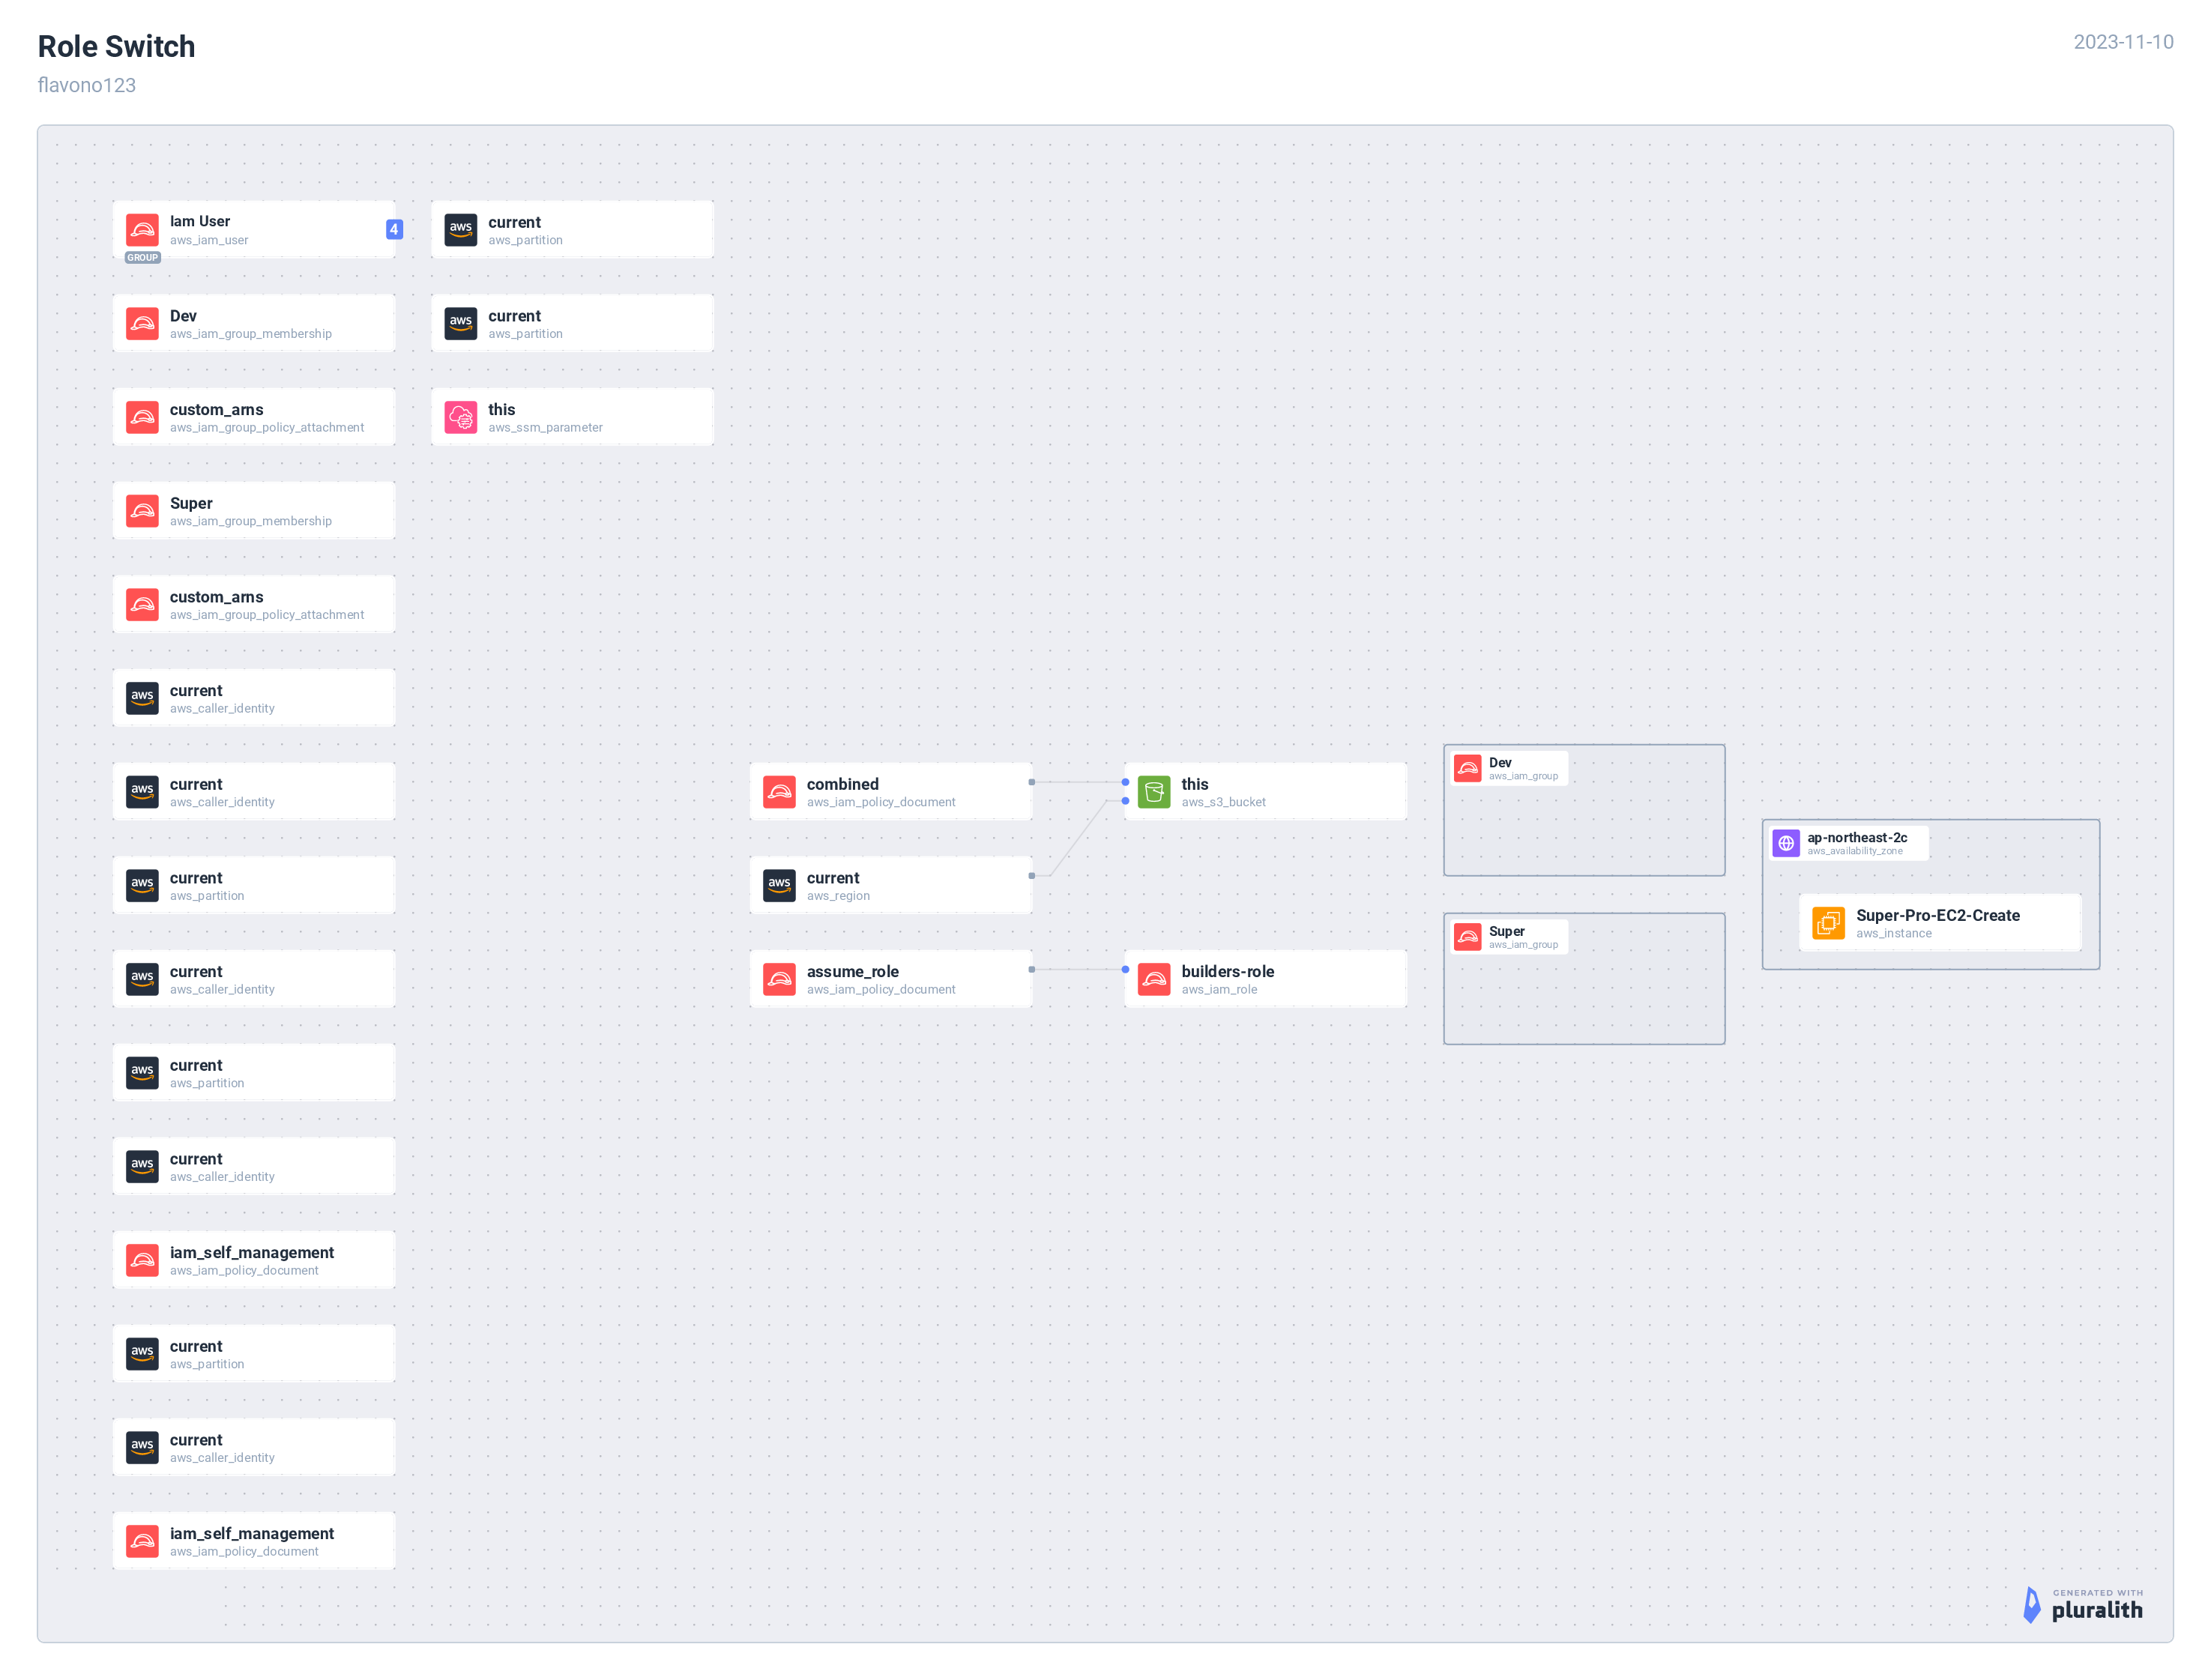 Role Switch
flavono123
2023-11-10
Iam User
aws_iam_user
4
GROUP
Dev
aws_iam_group_membership
custom_arns
aws_iam_group_policy_attachment
Super
aws_iam_group_membership
custom_arns
aws_iam_group_policy_attachment
aws
current
aws_caller_identity
aws
current
aws_caller_identity
aws
current
aws_partition
aws
current
aws_caller_identity
aws
current
aws_partition
aws
current
aws_caller_identity
iam_self_management
aws_iam_policy_document
aws
current
aws_partition
aws
current
aws_caller_identity
iam_self_management
aws_iam_policy_document
aws
current
aws_partition
aws
current
aws_partition
this
aws_ssm_parameter
combined
aws_iam_policy_document
aws
current
aws_region
assume_role
aws_iam_policy_document
this
aws_s3_bucket
builders-role
aws_iam_role
Dev
aws_iam_group
Super
aws_iam_group
ap-northeast-2c
aws_availability_zone
Super-Pro-EC2-Create
aws_instance
GENERATED WITH
pluralith